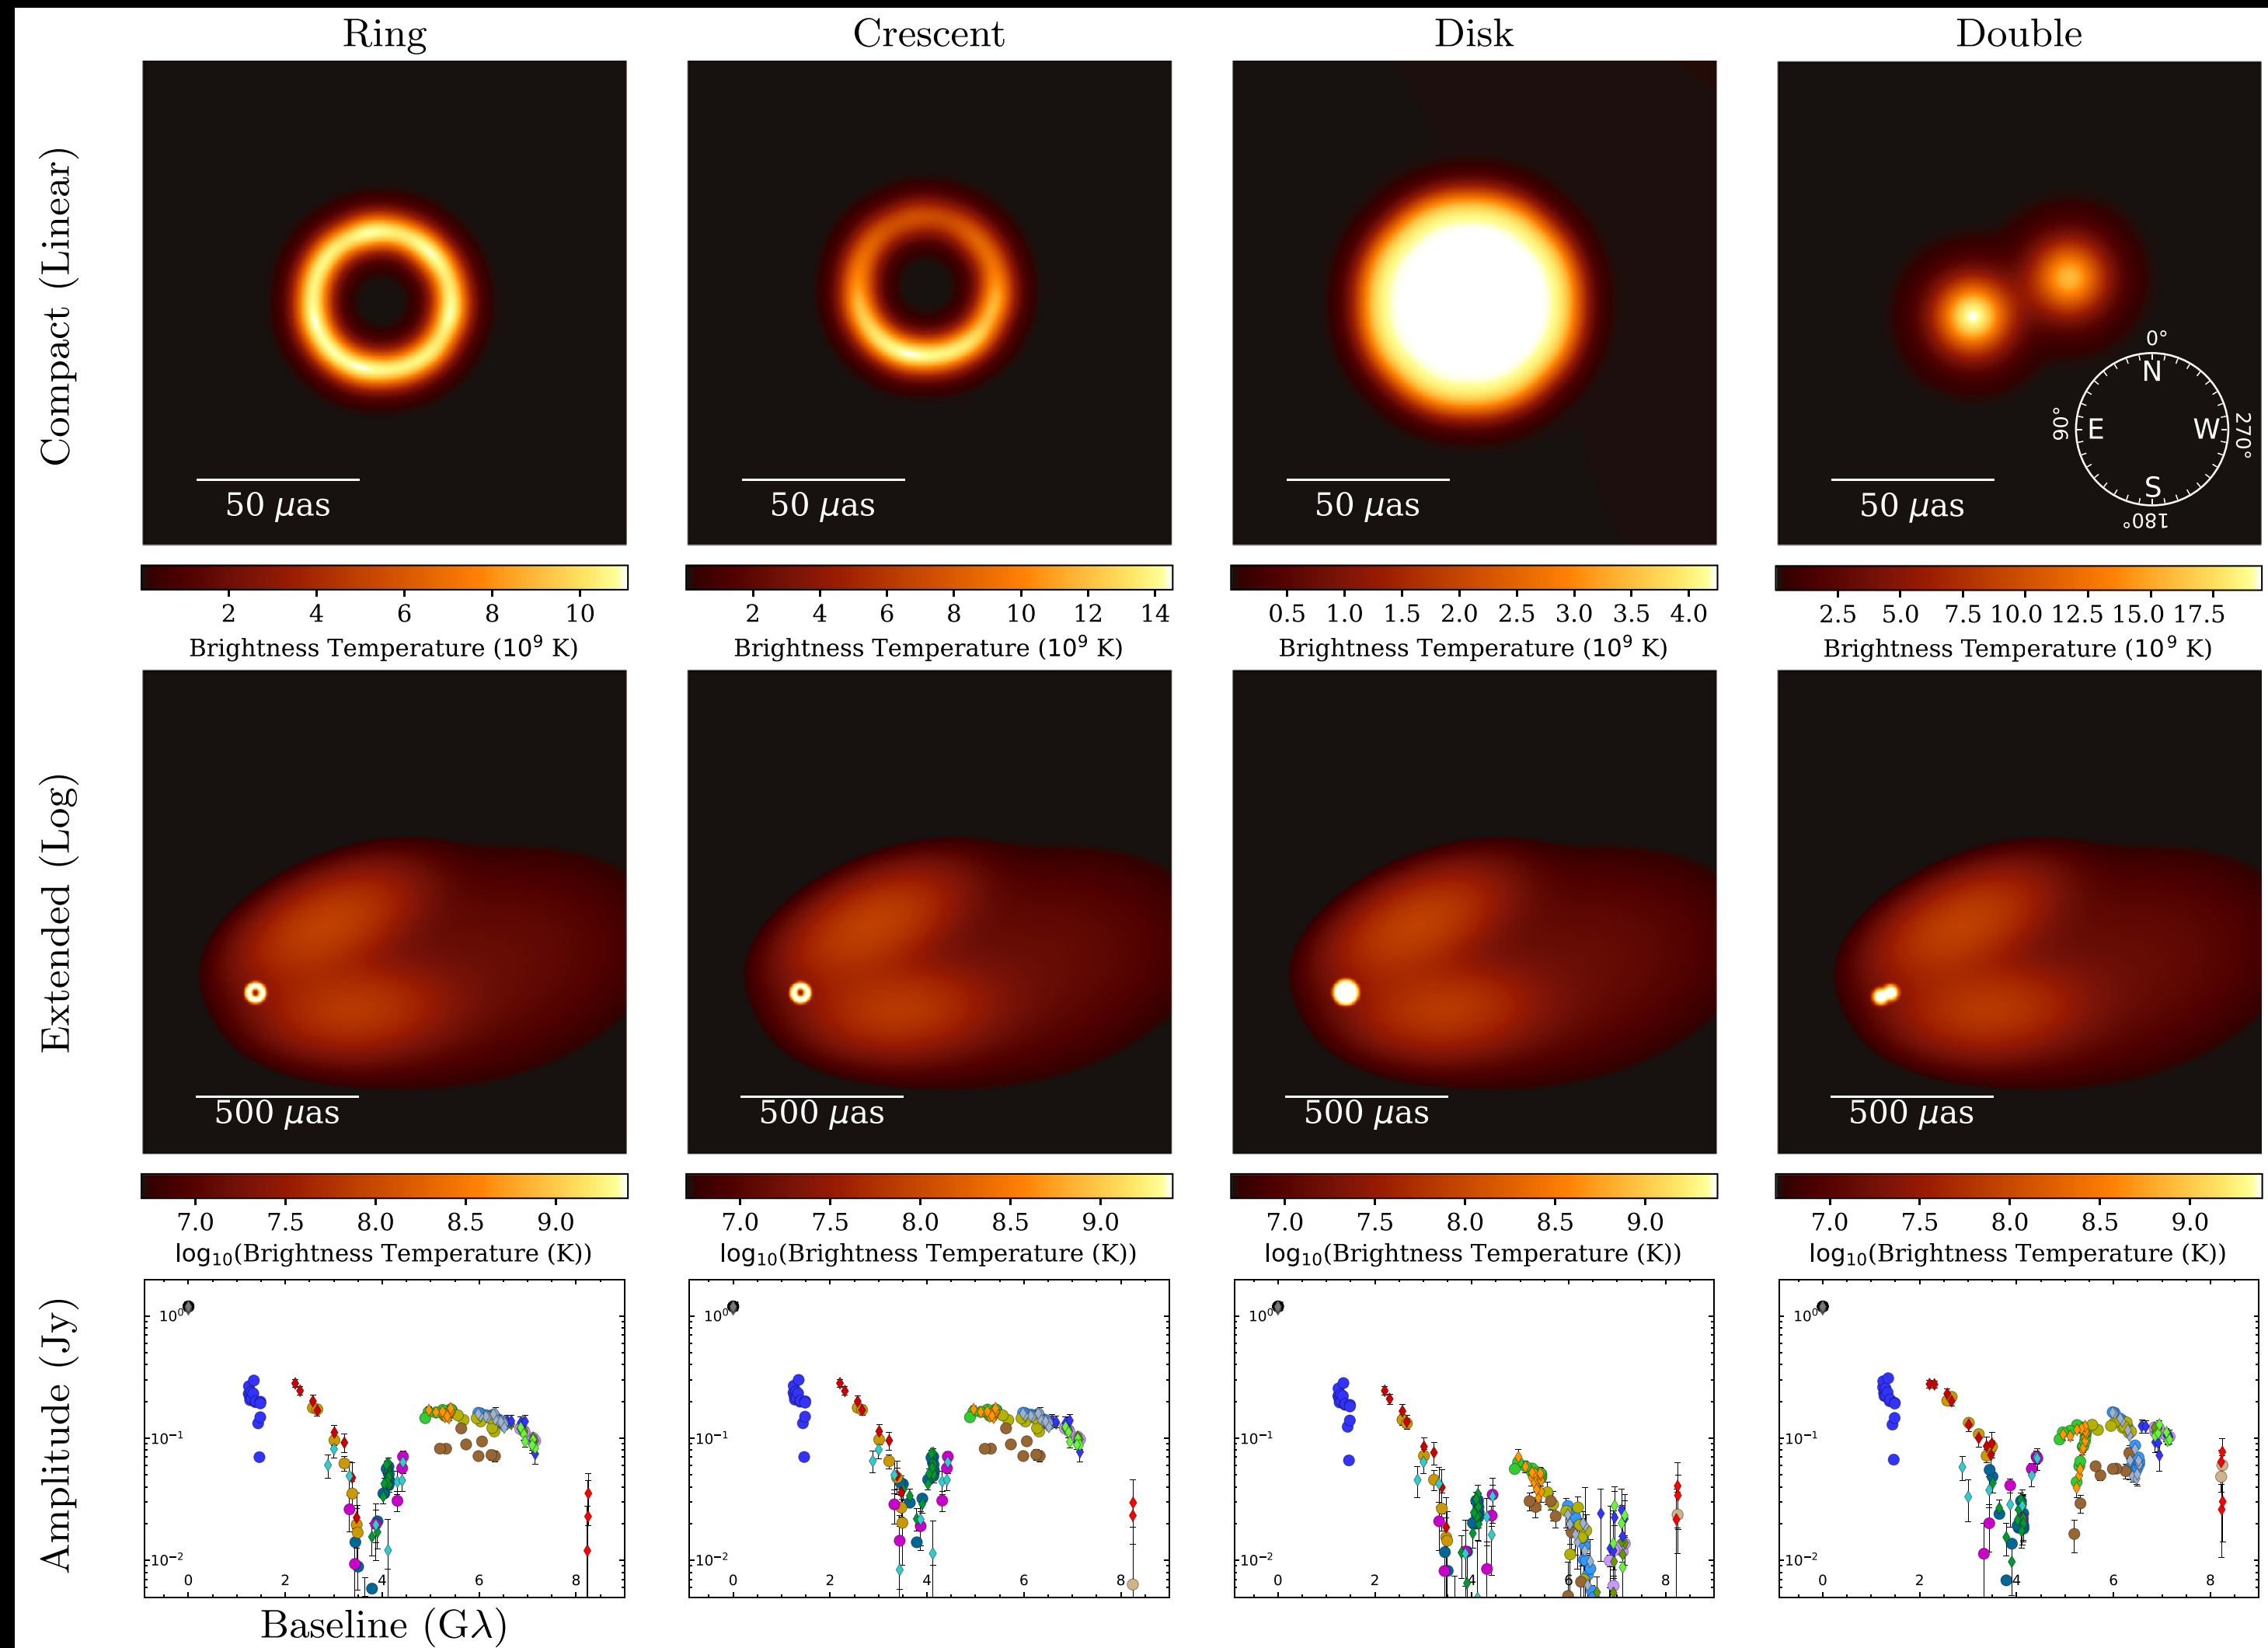 Ring Crescent Disk Double
Compact (Linear)
50 μas 50 μas 50 μas 50 μas
0°
N
90° E W 270°
S
180°
2 4 6 8 10
Brightness Temperature (10⁹ K)
2 4 6 8 10 12 14
Brightness Temperature (10⁹ K)
0.5 1.0 1.5 2.0 2.5 3.0 3.5 4.0
Brightness Temperature (10⁹ K)
2.5 5.0 7.5 10.0 12.5 15.0 17.5
Brightness Temperature (10⁹ K)
Extended (Log)
500 μas 500 μas 500 μas 500 μas
7.0 7.5 8.0 8.5 9.0
log₁₀(Brightness Temperature (K))
7.0 7.5 8.0 8.5 9.0
log₁₀(Brightness Temperature (K))
7.0 7.5 8.0 8.5 9.0
log₁₀(Brightness Temperature (K))
7.0 7.5 8.0 8.5 9.0
log₁₀(Brightness Temperature (K))
Amplitude (Jy)
10⁰ 10⁰ 10⁰ 10⁰
10⁻¹ 10⁻¹ 10⁻¹ 10⁻¹
10⁻² 10⁻² 10⁻² 10⁻²
0 2 4 6 8 0 2 4 6 8 0 2 4 6 8 0 2 4 6 8
Baseline (Gλ)